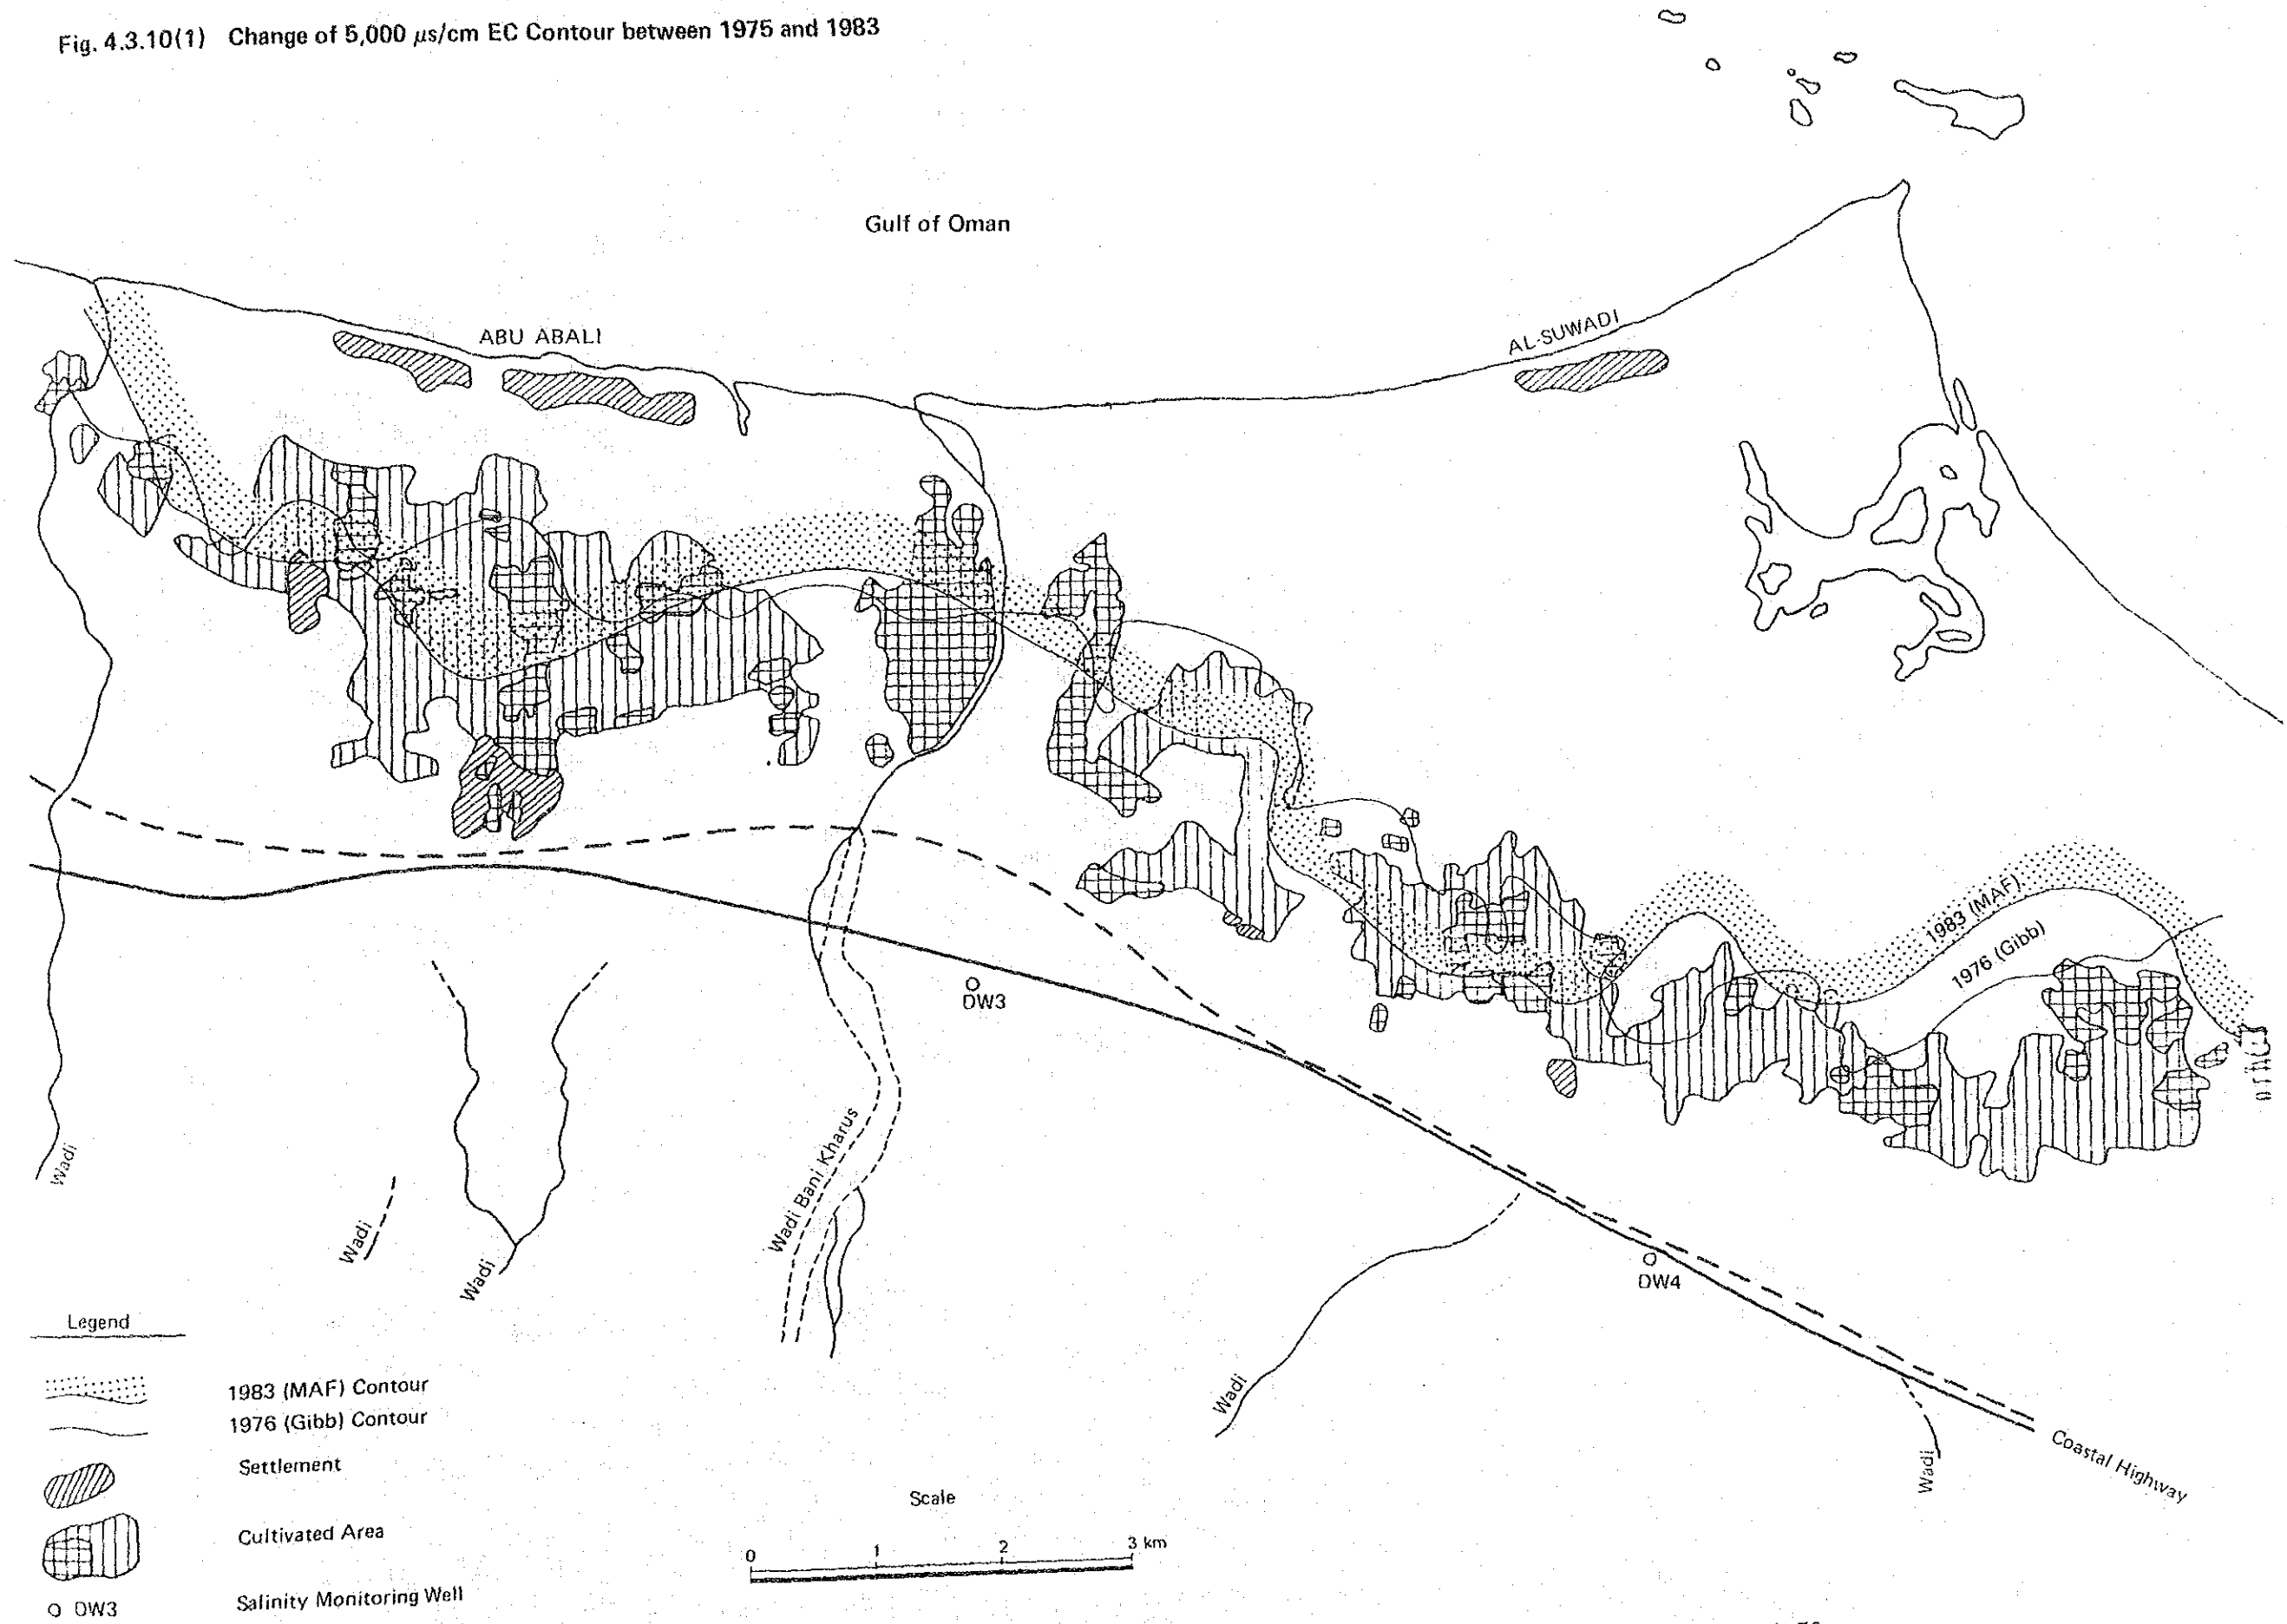 Fig. 4.3.10(1) Change of 5,000 μs/cm EC Contour between 1975 and 1983
Gulf of Oman
ABU ABALI
AL-SUWADI
1983 (MAF)
1976 (Gibb)
DW3
Wadi
Wadi Bani Kharus
Wadi
Wadi
DW4
Wadi
Wadi
Coastal Highway
Legend
1983 (MAF) Contour
1976 (Gibb) Contour
Settlement
Cultivated Area
DW3 Salinity Monitoring Well
Scale
0 1 2 3 km